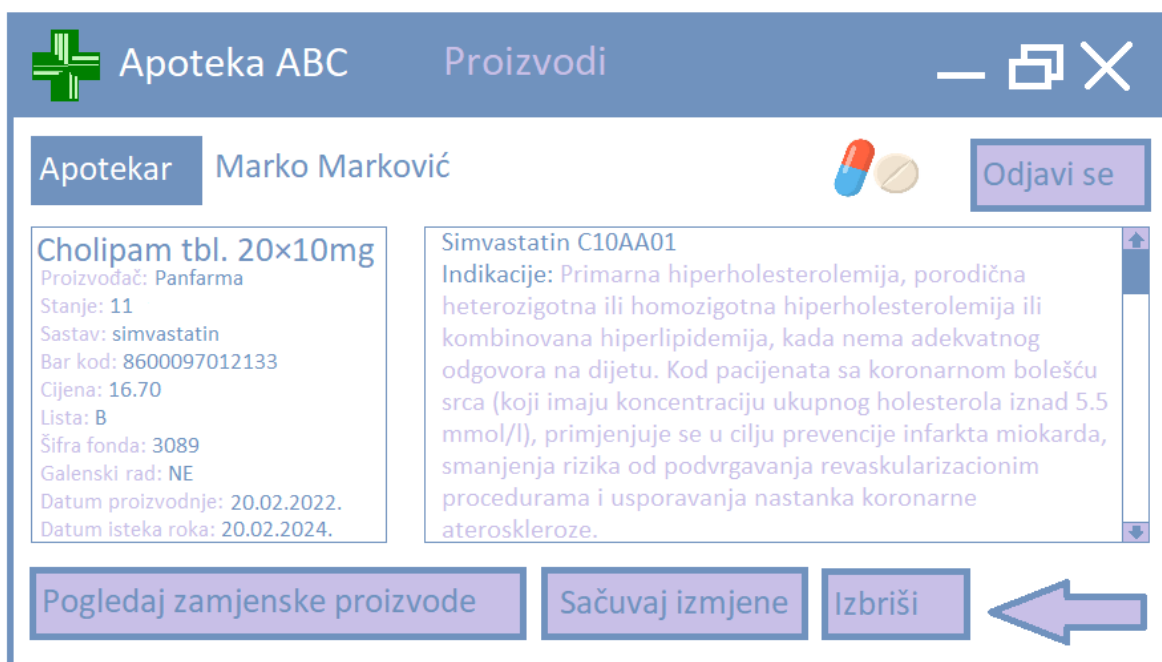 Apoteka ABC
Proizvodi
Apotekar
Marko Marković
Odjavi se
Cholipam tbl. 20×10mg
Proizvođač: Panfarma
Stanje: 11
Sastav: simvastatin
Bar kod: 8600097012133
Cijena: 16.70
Lista: B
Šifra fonda: 3089
Galenski rad: NE
Datum proizvodnje: 20.02.2022.
Datum isteka roka: 20.02.2024.
Simvastatin C10AA01
Indikacije: Primarna hiperholesterolemija, porodična
heterozigotna ili homozigotna hiperholesterolemija ili
kombinovana hiperlipidemija, kada nema adekvatnog
odgovora na dijetu. Kod pacijenata sa koronarnom bolešću
srca (koji imaju koncentraciju ukupnog holesterola iznad 5.5
mmol/l), primjenjuje se u cilju prevencije infarkta miokarda,
smanjenja rizika od podvrgavanja revaskularizacionim
procedurama i usporavanja nastanka koronarne
ateroskleroze.
Pogledaj zamjenske proizvode
Sačuvaj izmjene
Izbriši